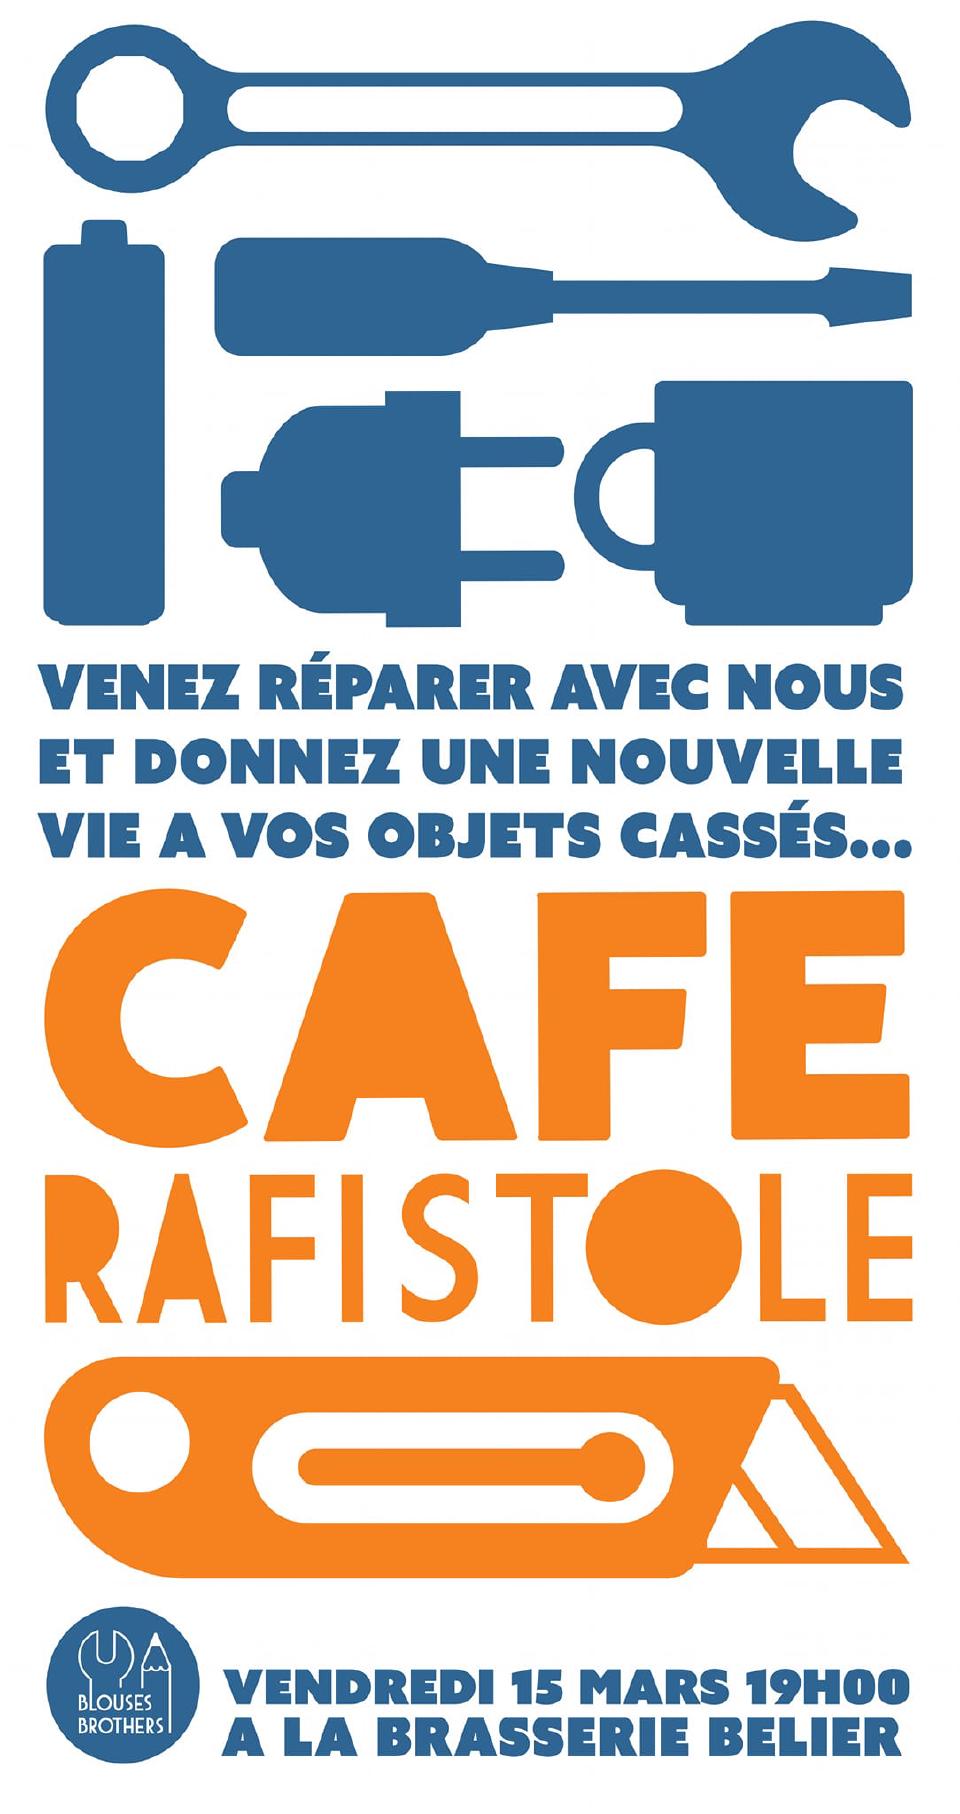 VENEZ RÉPARER AVEC NOUS
ET DONNEZ UNE NOUVELLE
VIE A VOS OBJETS CASSÉS...
CAFE
RAFISTOLE
BLOUSES
BROTHERS
VENDREDI 15 MARS 19H00
A LA BRASSERIE BELIER